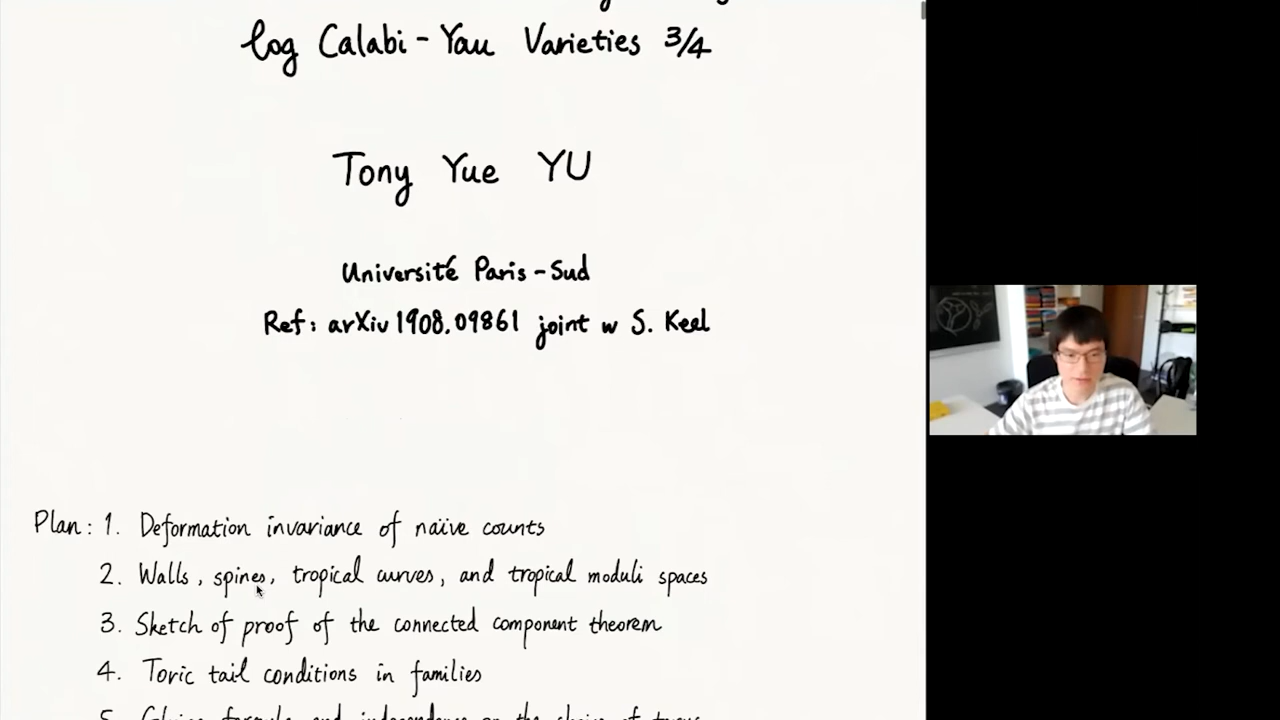 log Calabi-Yau Varieties 3/4
Tony Yue YU
Université Paris-Sud
Ref: arXiv 1908.09861 joint w S. Keel
Plan: 1. Deformation invariance of naïve counts
2. Walls, spines, tropical curves, and tropical moduli spaces
3. Sketch of proof of the connected component theorem
4. Toric tail conditions in families